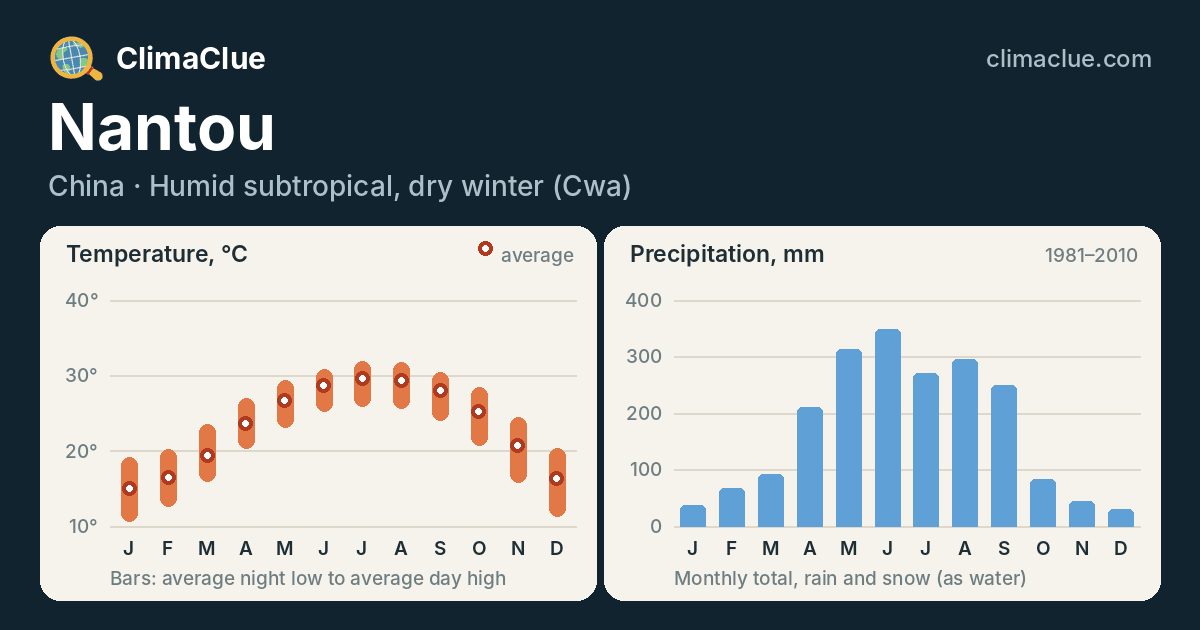 ClimaClue
climaclue.com
Nantou
China · Humid subtropical, dry winter (Cwa)
Temperature, °C
average
40°
30°
20°
10°
J F M A M J J A S O N D
Bars: average night low to average day high
Precipitation, mm
1981–2010
400
300
200
100
0
J F M A M J J A S O N D
Monthly total, rain and snow (as water)